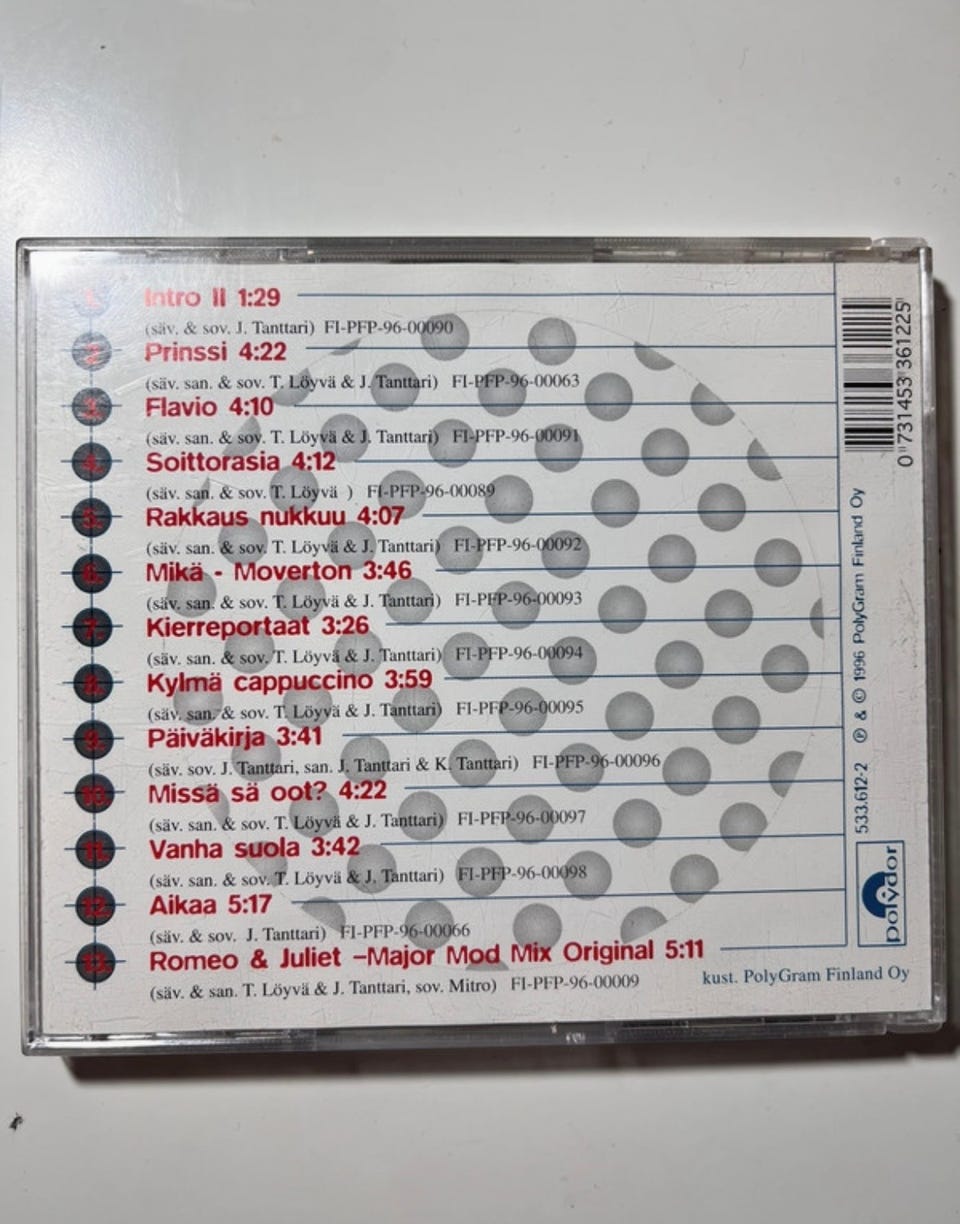 1. Intro II 1:29
(säv. & sov. J. Tanttari) FI-PFP-96-00090
2. Prinssi 4:22
(säv. san. & sov. T. Löyvä & J. Tanttari) FI-PFP-96-00063
3. Flavio 4:10
(säv. san. & sov. T. Löyvä & J. Tanttari) FI-PFP-96-00091
4. Soittorasia 4:12
(säv. san. & sov. T. Löyvä ) FI-PFP-96-00089
5. Rakkaus nukkuu 4:07
(säv. san. & sov. T. Löyvä & J. Tanttari) FI-PFP-96-00092
6. Mikä - Moverton 3:46
(säv. san. & sov. T. Löyvä & J. Tanttari) FI-PFP-96-00093
7. Kierreportaat 3:26
(säv. san. & sov. T. Löyvä & J. Tanttari) FI-PFP-96-00094
8. Kylmä cappuccino 3:59
(säv. san. & sov. T. Löyvä & J. Tanttari) FI-PFP-96-00095
9. Päiväkirja 3:41
(säv. sov. J. Tanttari, san. J. Tanttari & K. Tanttari) FI-PFP-96-00096
10. Missä sä oot? 4:22
(säv. san. & sov. T. Löyvä & J. Tanttari) FI-PFP-96-00097
11. Vanha suola 3:42
(säv. san. & sov. T. Löyvä & J. Tanttari) FI-PFP-96-00098
12. Aikaa 5:17
(säv. & sov. J. Tanttari) FI-PFP-96-00066
13. Romeo & Juliet –Major Mod Mix Original 5:11
(säv. & san. T. Löyvä & J. Tanttari, sov. Mitro) FI-PFP-96-00009
kust. PolyGram Finland Oy
0 731453 361225
533.612-2 ℗ & © 1996 PolyGram Finland Oy
polydor